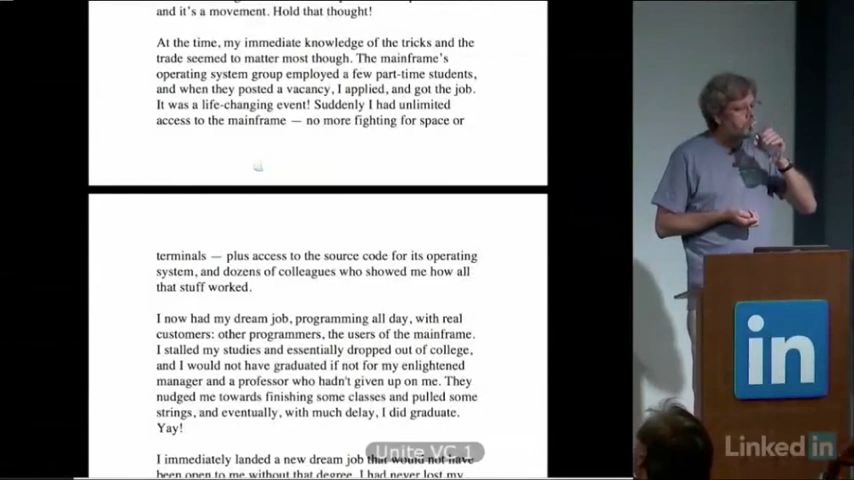 and it's a movement. Hold that thought!
At the time, my immediate knowledge of the tricks and the
trade seemed to matter most though. The mainframe's
operating system group employed a few part-time students,
and when they posted a vacancy, I applied, and got the job.
It was a life-changing event! Suddenly I had unlimited
access to the mainframe — no more fighting for space or
terminals — plus access to the source code for its operating
system, and dozens of colleagues who showed me how all
that stuff worked.
I now had my dream job, programming all day, with real
customers: other programmers, the users of the mainframe.
I stalled my studies and essentially dropped out of college,
and I would not have graduated if not for my enlightened
manager and a professor who hadn't given up on me. They
nudged me towards finishing some classes and pulled some
strings, and eventually, with much delay, I did graduate.
Yay!
I immediately landed a new dream job that would not have
been open to me without that degree. I had never lost my
Unite VC 1
in
Linked in